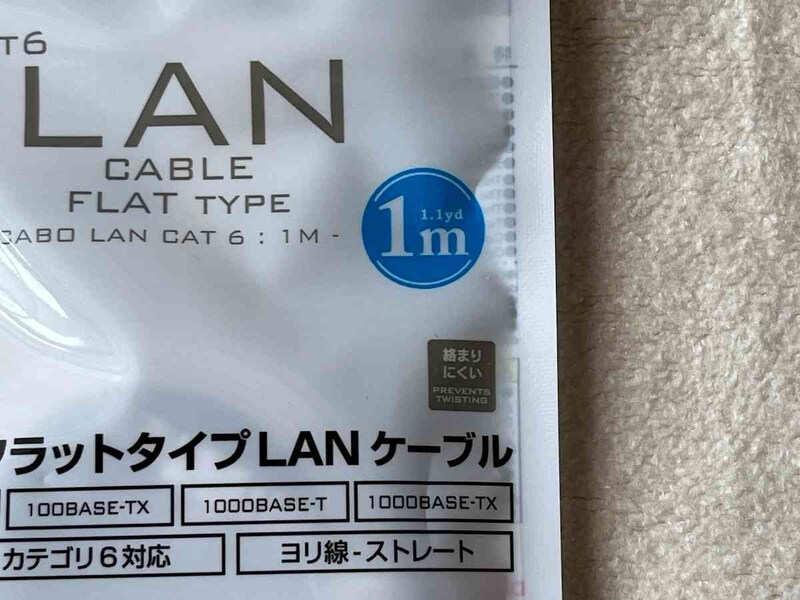 T6
LAN
CABLE
FLAT TYPE
CABO LAN CAT 6 : 1M -
1.1yd
1m
絡まり
にくい
PREVENTS
TWISTING
フラットタイプLANケーブル
100BASE-TX
1000BASE-T
1000BASE-TX
カテゴリ6対応
ヨリ線-ストレート